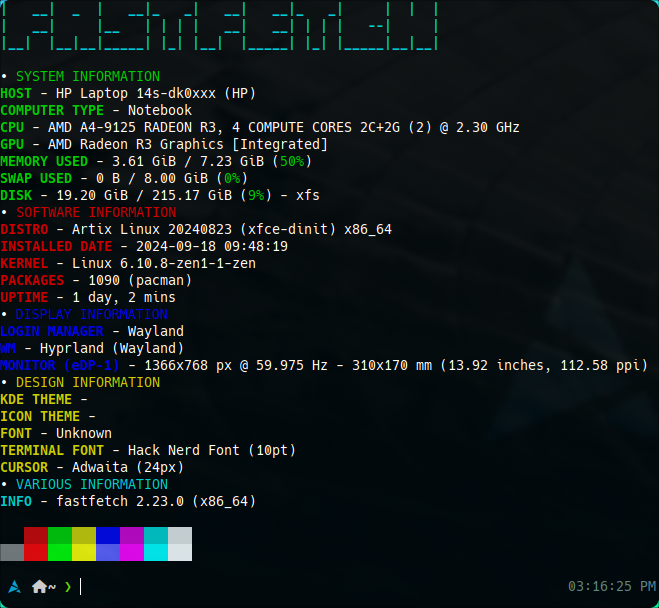 • SYSTEM INFORMATION
HOST - HP Laptop 14s-dk0xxx (HP)
COMPUTER TYPE - Notebook
CPU - AMD A4-9125 RADEON R3, 4 COMPUTE CORES 2C+2G (2) @ 2.30 GHz
GPU - AMD Radeon R3 Graphics [Integrated]
MEMORY USED - 3.61 GiB / 7.23 GiB (50%)
SWAP USED - 0 B / 8.00 GiB (0%)
DISK - 19.20 GiB / 215.17 GiB (9%) - xfs
• SOFTWARE INFORMATION
DISTRO - Artix Linux 20240823 (xfce-dinit) x86_64
INSTALLED DATE - 2024-09-18 09:48:19
KERNEL - Linux 6.10.8-zen1-1-zen
PACKAGES - 1090 (pacman)
UPTIME - 1 day, 2 mins
• DISPLAY INFORMATION
LOGIN MANAGER - Wayland
WM - Hyprland (Wayland)
MONITOR (eDP-1) - 1366x768 px @ 59.975 Hz - 310x170 mm (13.92 inches, 112.58 ppi)
• DESIGN INFORMATION
KDE THEME -
ICON THEME -
FONT - Unknown
TERMINAL FONT - Hack Nerd Font (10pt)
CURSOR - Adwaita (24px)
• VARIOUS INFORMATION
INFO - fastfetch 2.23.0 (x86_64)
~ ❯ 03:16:25 PM